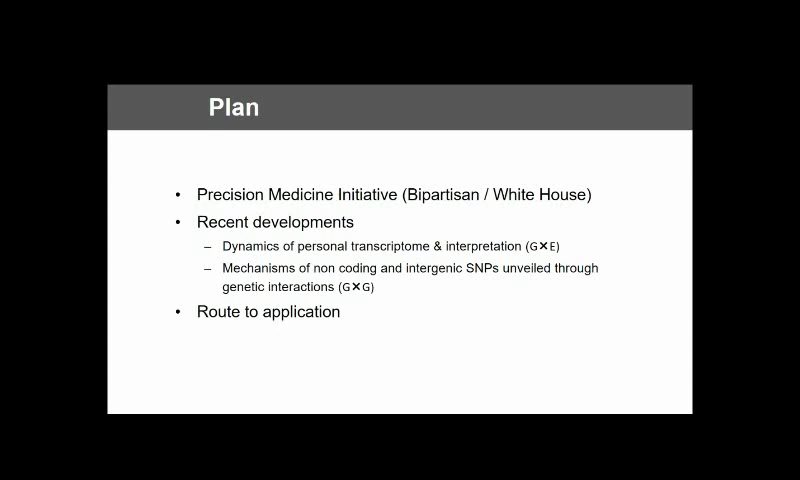 Plan
• Precision Medicine Initiative (Bipartisan / White House)
• Recent developments
– Dynamics of personal transcriptome & interpretation (G×E)
– Mechanisms of non coding and intergenic SNPs unveiled through
genetic interactions (G×G)
• Route to application